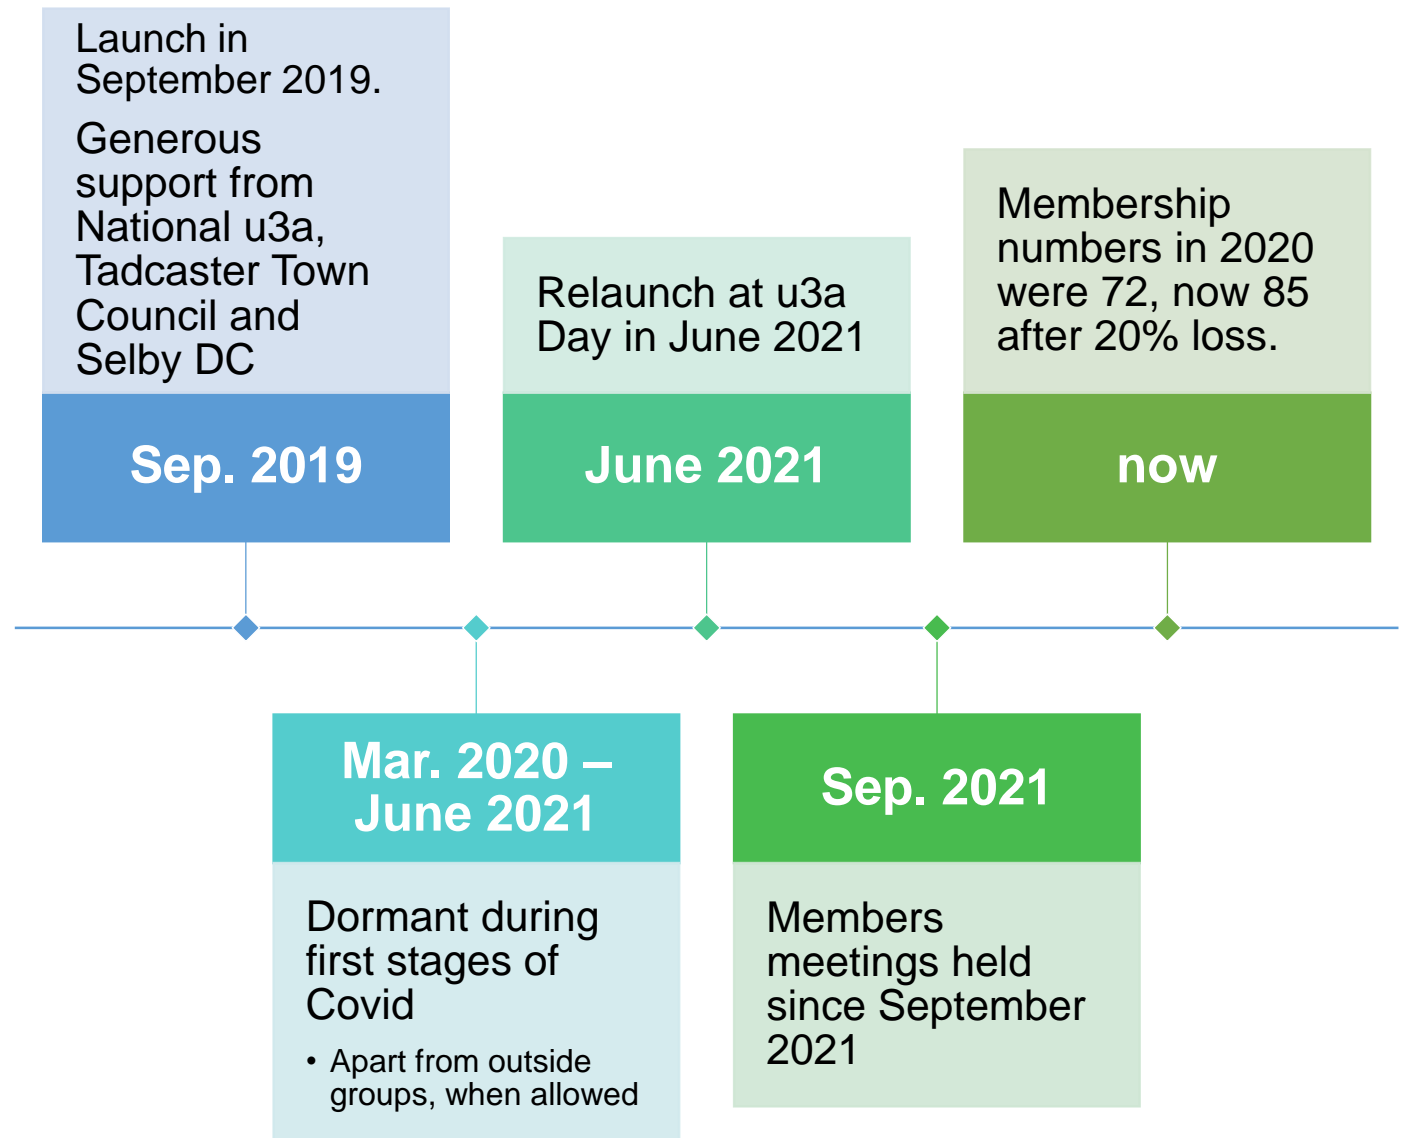 Launch in
September 2019.
Generous
support from
National u3a,
Tadcaster Town
Council and
Selby DC
Sep. 2019
Mar. 2020 –
June 2021
Dormant during
first stages of
Covid
• Apart from outside
groups, when allowed
Relaunch at u3a
Day in June 2021
June 2021
Sep. 2021
Members
meetings held
since September
2021
Membership
numbers in 2020
were 72, now 85
after 20% loss.
now